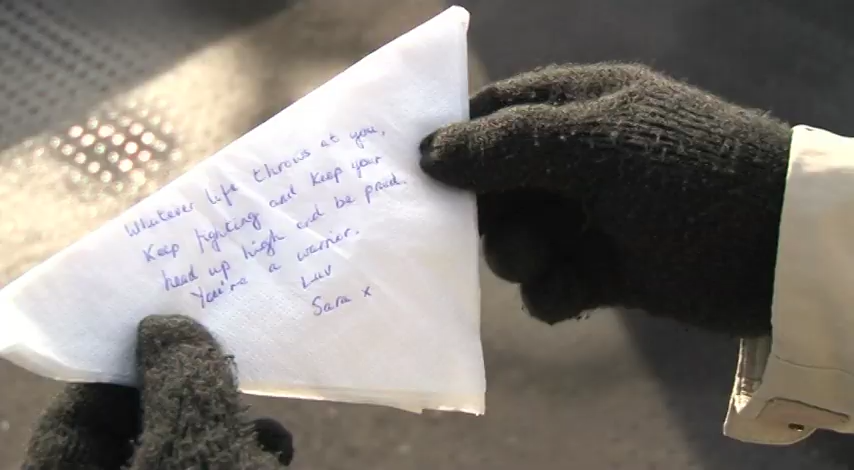 Whatever life throws at you,
Keep fighting and keep your
head up high and be proud.
You're a warrior.
Luv
Sara x